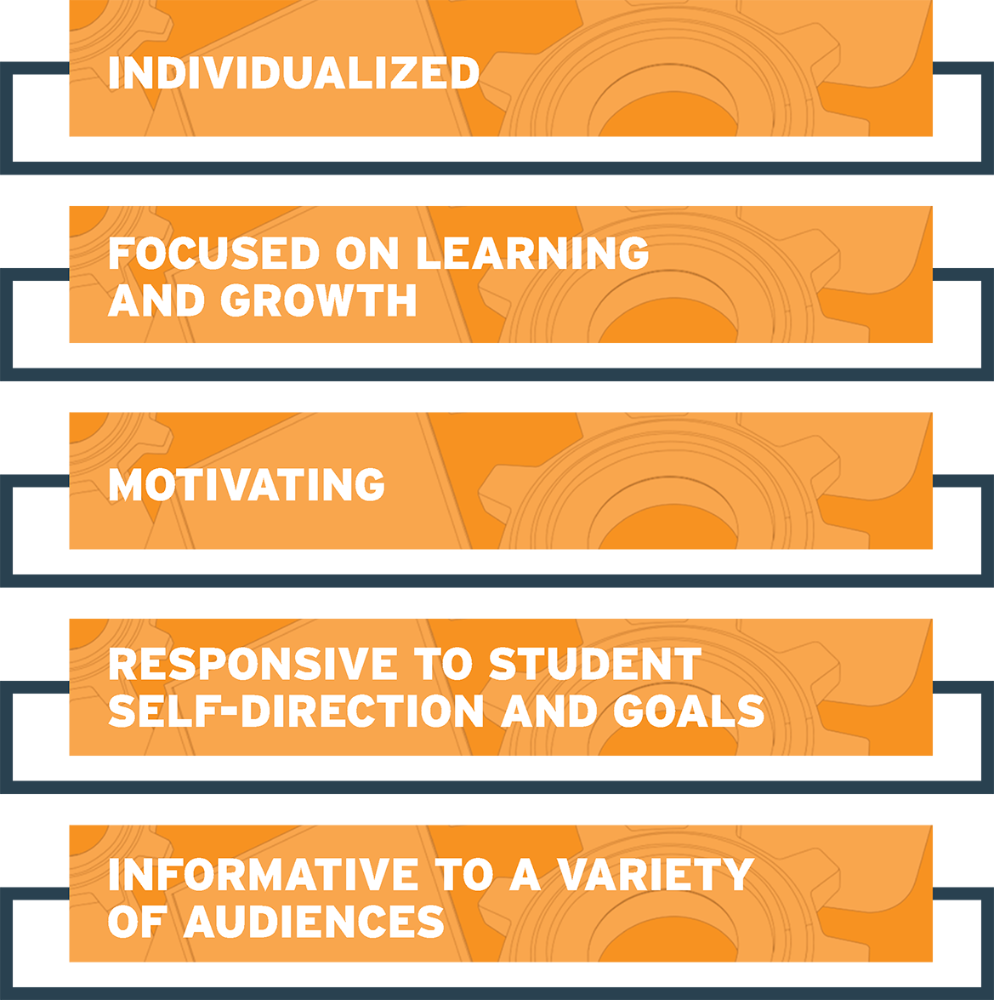 INDIVIDUALIZED
FOCUSED ON LEARNING
AND GROWTH
MOTIVATING
RESPONSIVE TO STUDENT
SELF-DIRECTION AND GOALS
INFORMATIVE TO A VARIETY
OF AUDIENCES